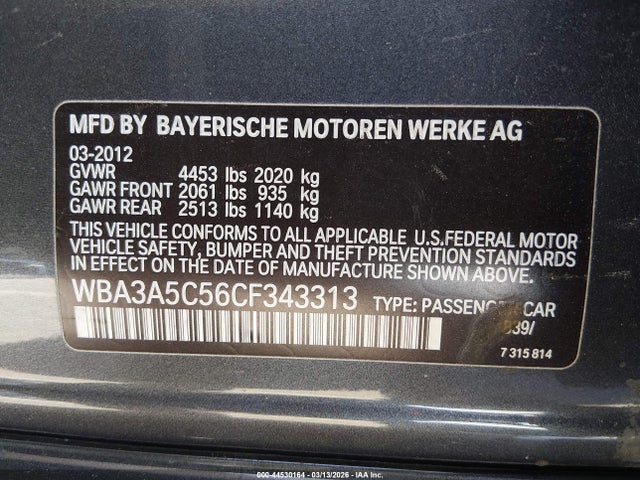 MFD BY BAYERISCHE MOTOREN WERKE AG
03-2012
GVWR 4453 lbs 2020 kg
GAWR FRONT 2061 lbs 935 kg
GAWR REAR 2513 lbs 1140 kg
THIS VEHICLE CONFORMS TO ALL APPLICABLE U.S.FEDERAL MOTOR
VEHICLE SAFETY, BUMPER AND THEFT PREVENTION STANDARDS
IN EFFECT ON THE DATE OF MANUFACTURE SHOWN ABOVE.
WBA3A5C56CF343313 TYPE: PASSENGER CAR
7 315 814
000-44530164 - 03/13/2026 - IAA Inc.